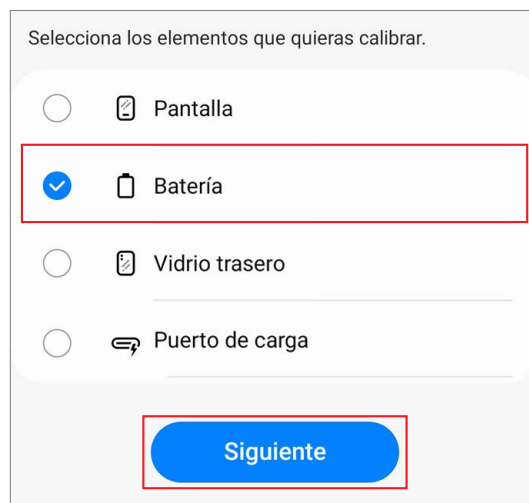 Selecciona los elementos que quieras calibrar.
Pantalla
Batería
Vidrio trasero
Puerto de carga
Siguiente